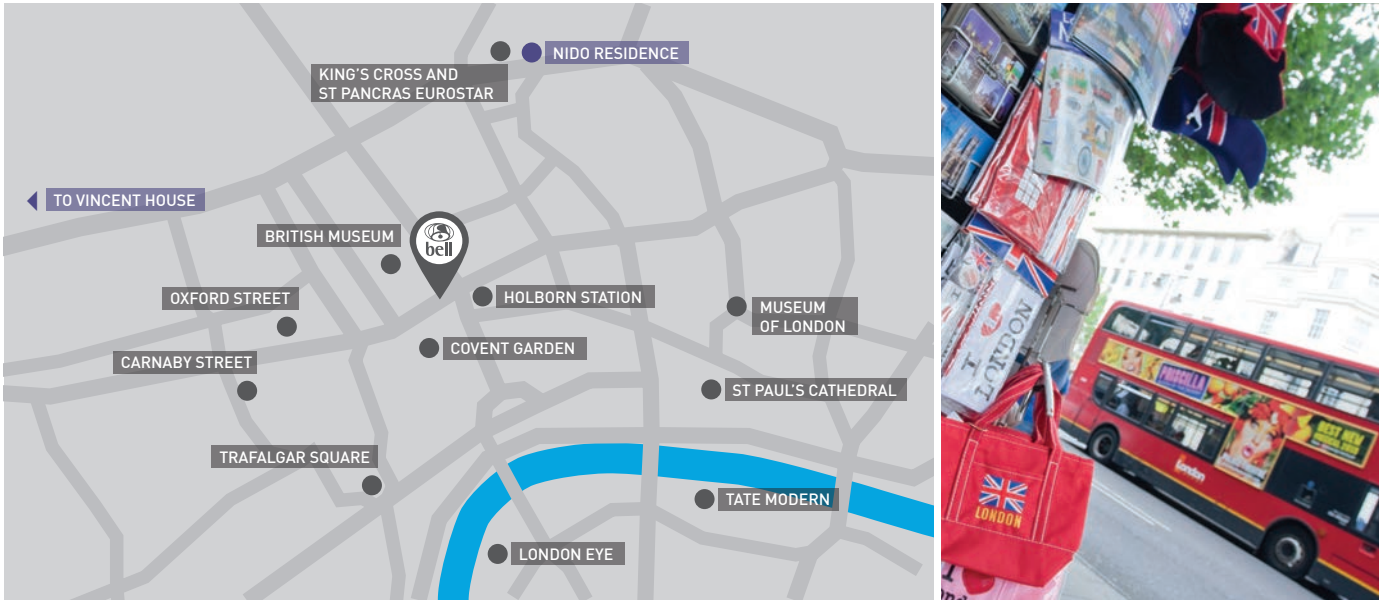 NIDO RESIDENCE
KING'S CROSS AND
ST PANCRAS EUROSTAR
TO VINCENT HOUSE
BRITISH MUSEUM
bell
OXFORD STREET
HOLBORN STATION
MUSEUM
OF LONDON
COVENT GARDEN
CARNABY STREET
ST PAUL'S CATHEDRAL
TRAFALGAR SQUARE
TATE MODERN
LONDON EYE
I
LONDON
PRISCILLA
BEST NEW
London
LONDON
I